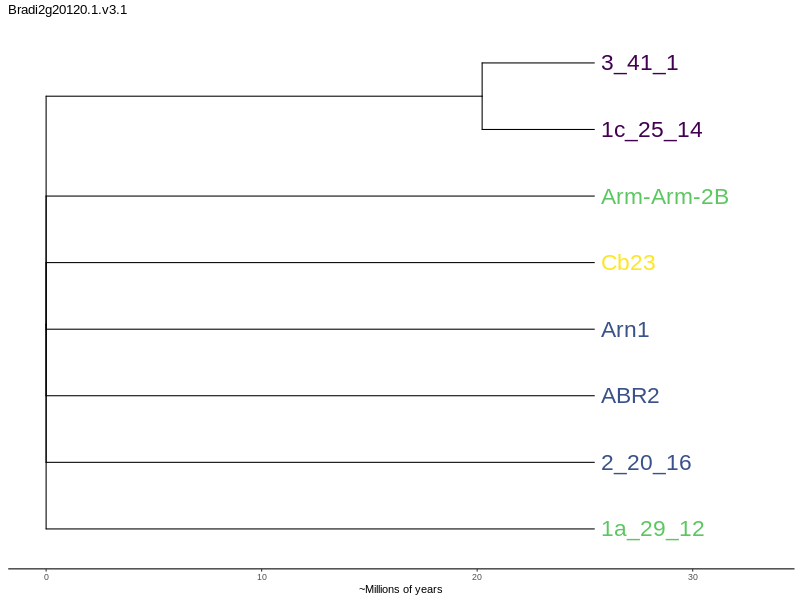 Bradi2g20120.1.v3.1
3_41_1
1c_25_14
Arm-Arm-2B
Cb23
Arn1
ABR2
2_20_16
1a_29_12
0 10 20 30
~Millions of years